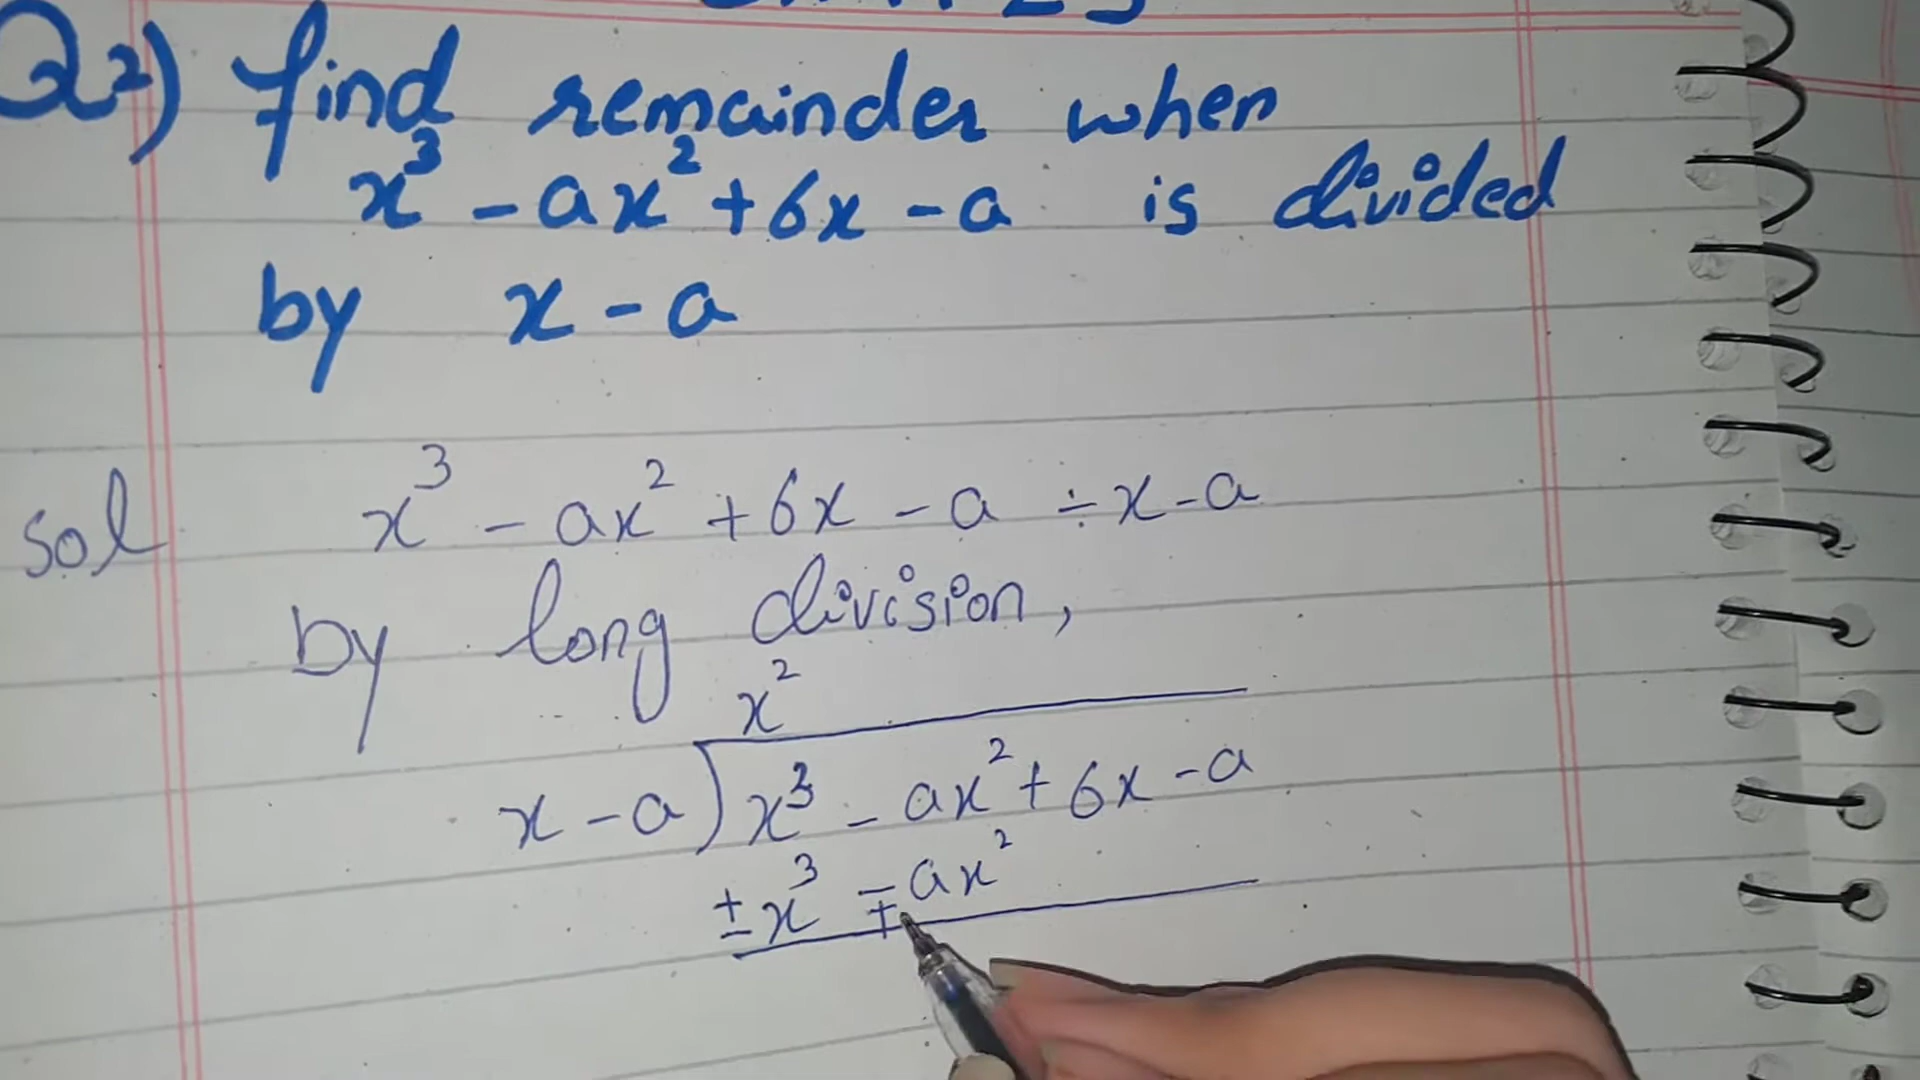 Q2) find remainder when
x³ - ax² + 6x - a is divided
by x - a
Sol x³ - ax² + 6x - a ÷ x - a
by long division,
x²
x - a ) x³ - ax² + 6x - a
± x³ ∓ ax²